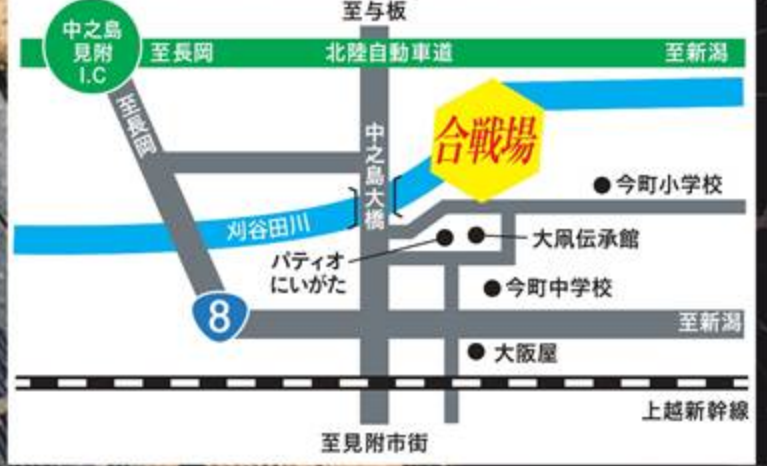 至与板
中之島
見附
I.C
至長岡
北陸自動車道
至新潟
至長岡
中之島大橋
合戦場
今町小学校
刈谷田川
大凧伝承館
パティオ
にいがた
今町中学校
8
至新潟
大阪屋
上越新幹線
至見附市街